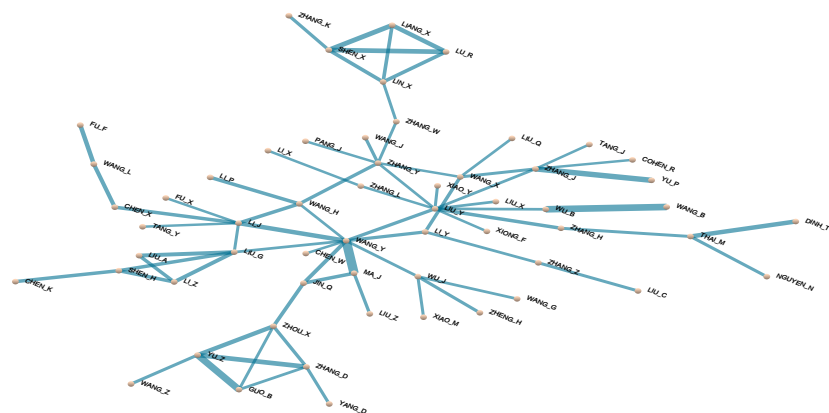 ZHANG_K
LIANG_X
SHEN_X
LU_R
LIN_X
ZHANG_W
FU_F
WANG_J
LIU_Q
PANG_J
TANG_J
LI_X
COHEN_R
WANG_L
ZHANG_Y
ZHANG_J
LI_P
WANG_X
YU_P
XIAO_Y
ZHANG_L
FU_X
LIU_X
CHEN_X
WANG_H
LIU_Y
WU_B
WANG_B
LI_J
DINH_T
TANG_Y
LI_Y
XIONG_F
ZHANG_H
THAI_M
WANG_Y
LIU_G
LIU_A
CHEN_W
ZHANG_Z
SHEN_H
MA_J
WU_J
NGUYEN_N
CHEN_K
LI_Z
JIN_Q
LIU_C
WANG_G
LIU_Z
XIAO_M
ZHENG_H
ZHOU_X
YU_Z
ZHANG_D
WANG_Z
GUO_B
YANG_D